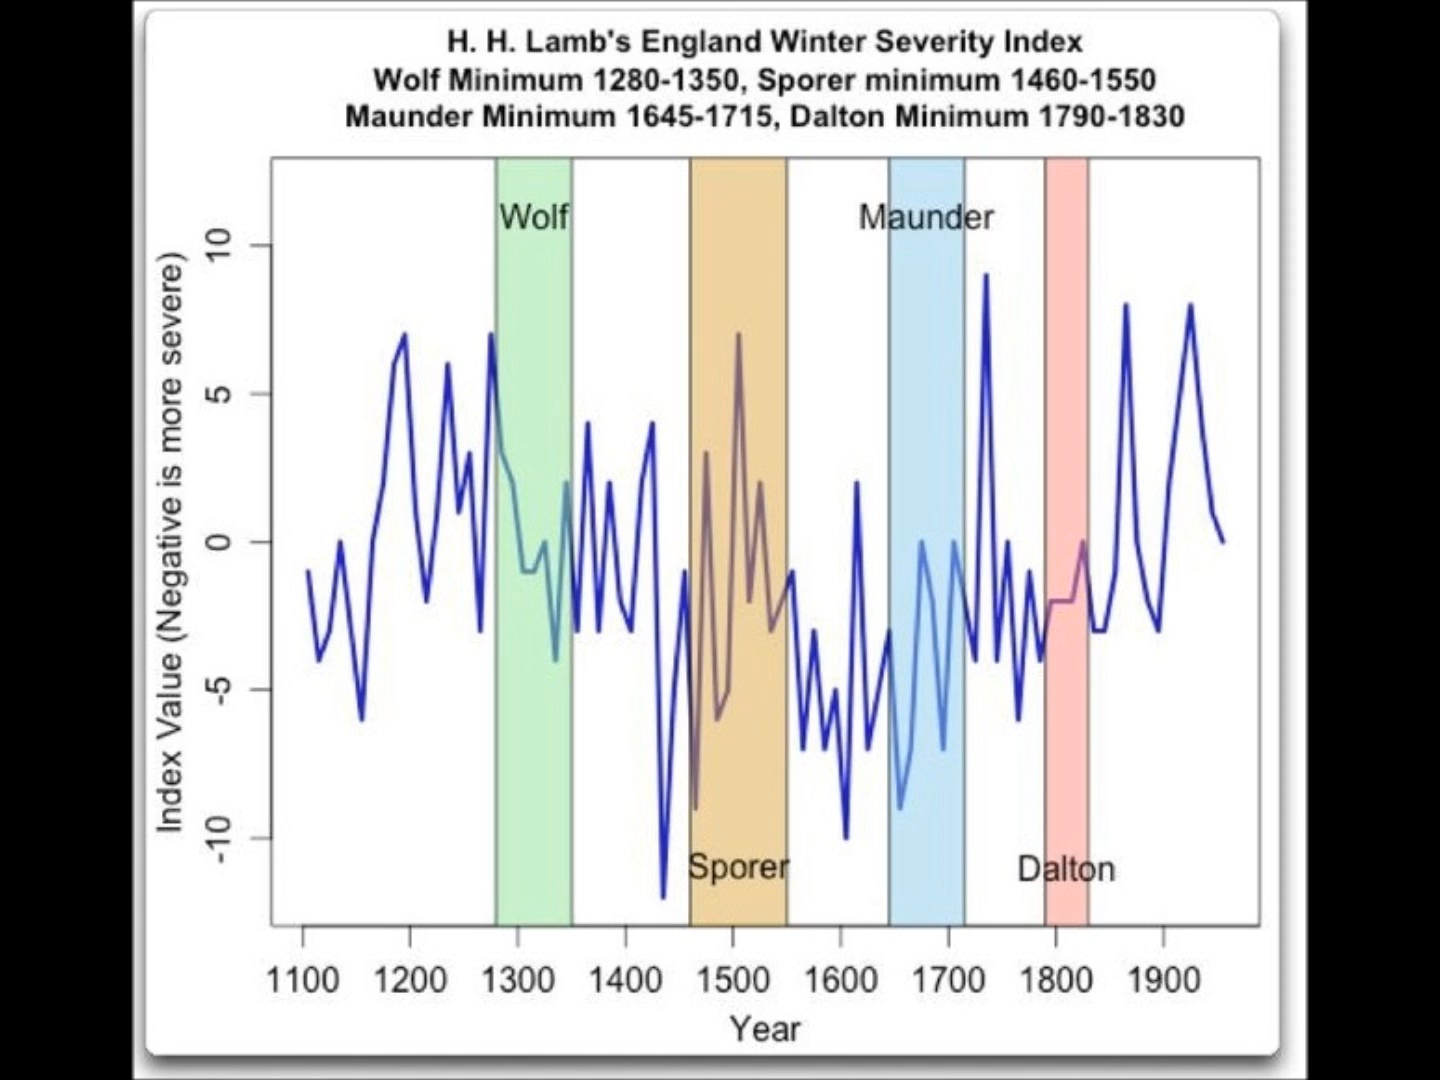 H. H. Lamb's England Winter Severity Index
Wolf Minimum 1280-1350, Sporer minimum 1460-1550
Maunder Minimum 1645-1715, Dalton Minimum 1790-1830
Index Value (Negative is more severe)
10
5
0
-5
-10
Wolf
Maunder
Sporer
Dalton
1100 1200 1300 1400 1500 1600 1700 1800 1900
Year